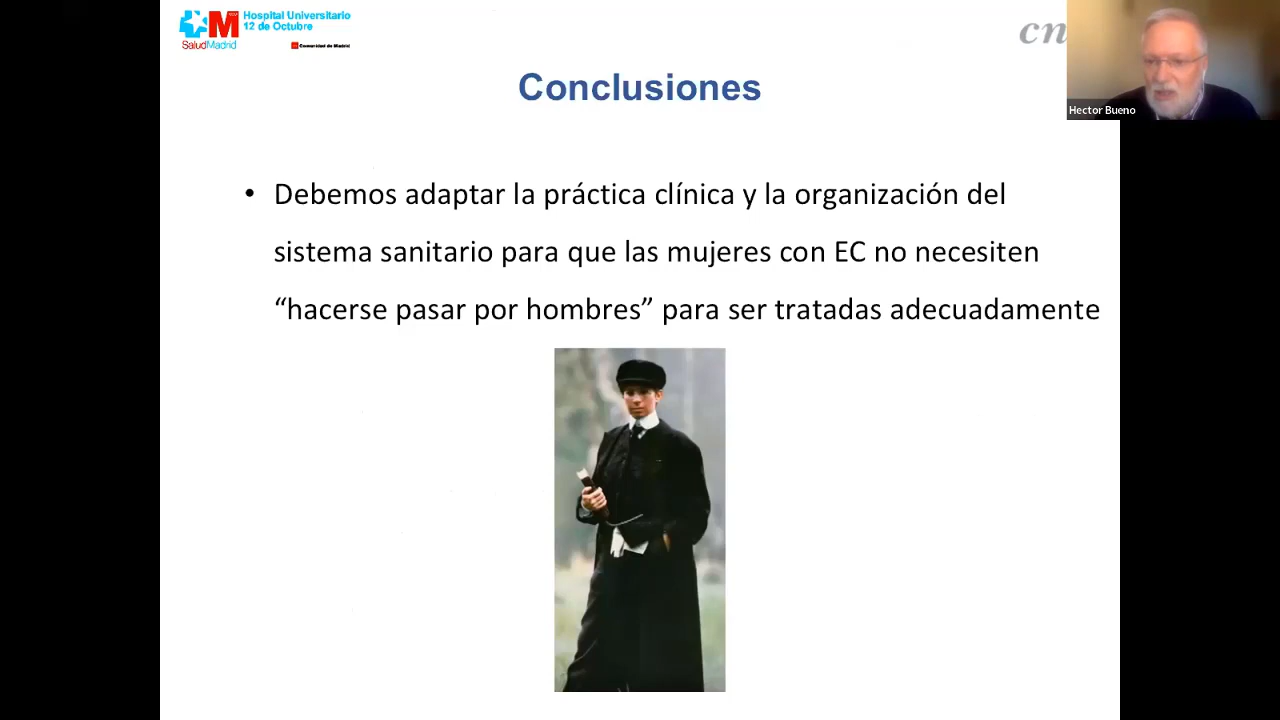 Hospital Universitario
12 de Octubre
SaludMadrid
Comunidad de Madrid
Hector Bueno
Conclusiones
• Debemos adaptar la práctica clínica y la organización del
sistema sanitario para que las mujeres con EC no necesiten
“hacerse pasar por hombres” para ser tratadas adecuadamente